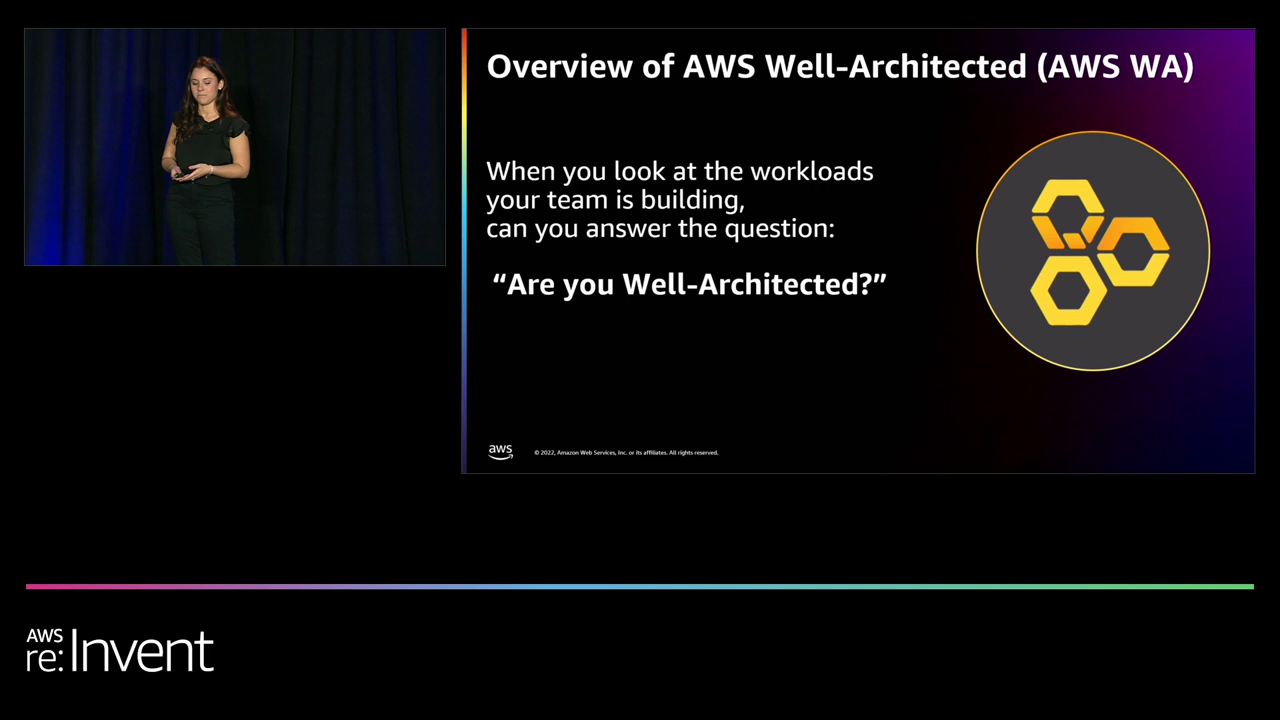 Overview of AWS Well-Architected (AWS WA)
When you look at the workloads
your team is building,
can you answer the question:
“Are you Well-Architected?”
aws
© 2022, Amazon Web Services, Inc. or its affiliates. All rights reserved.
AWS
re:Invent